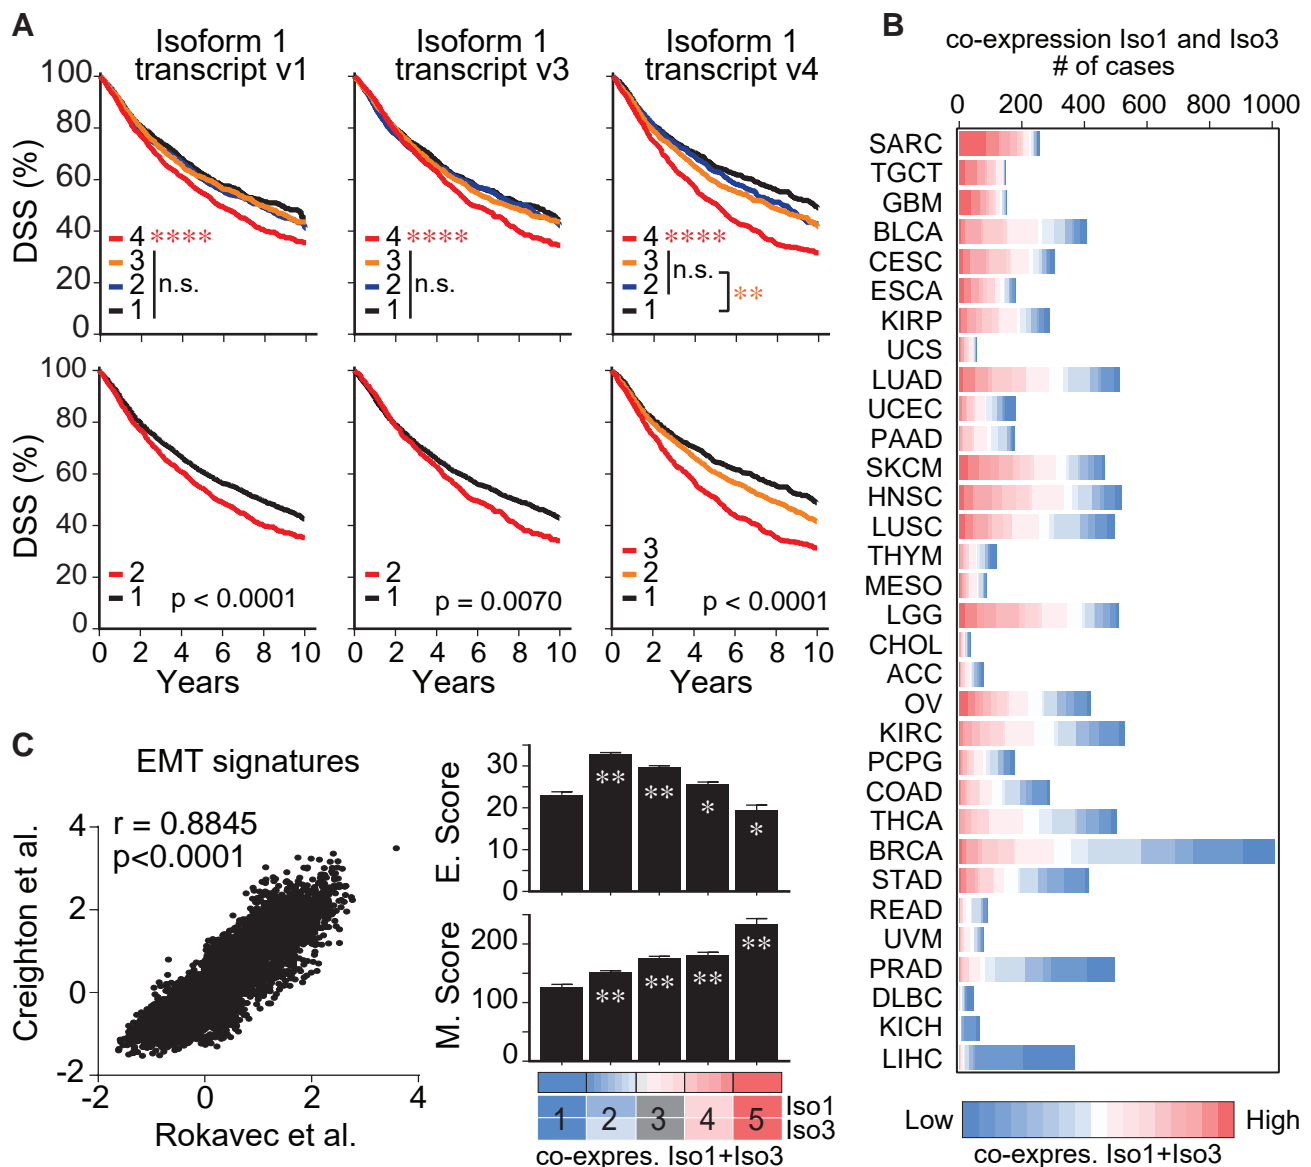 A
Isoform 1
transcript v1
Isoform 1
transcript v3
Isoform 1
transcript v4
DSS (%)
100
80
60
40
20
0
4 ****
3
2
1
n.s.
4 ****
3
2
1
n.s.
4 ****
3
2
1
n.s.
**
DSS (%)
100
80
60
40
20
0
2
1
p < 0.0001
2
1
p = 0.0070
3
2
1
p < 0.0001
0 2 4 6 8 10
0 2 4 6 8 10
0 2 4 6 8 10
Years
Years
Years
B
co-expression Iso1 and Iso3
# of cases
0 200 400 600 800 1000
SARC
TGCT
GBM
BLCA
CESC
ESCA
KIRP
UCS
LUAD
UCEC
PAAD
SKCM
HNSC
LUSC
THYM
MESO
LGG
CHOL
ACC
OV
KIRC
PCPG
COAD
THCA
BRCA
STAD
READ
UVM
PRAD
DLBC
KICH
LIHC
Low
High
co-expres. Iso1+Iso3
C
EMT signatures
r = 0.8845
p<0.0001
Creighton et al.
4
2
0
-2
-2 0 2 4
Rokavec et al.
E. Score
30
20
10
0
** ** * *
M. Score
200
100
0
** ** ** **
1 2 3 4 5
Iso1
Iso3
co-expres. Iso1+Iso3